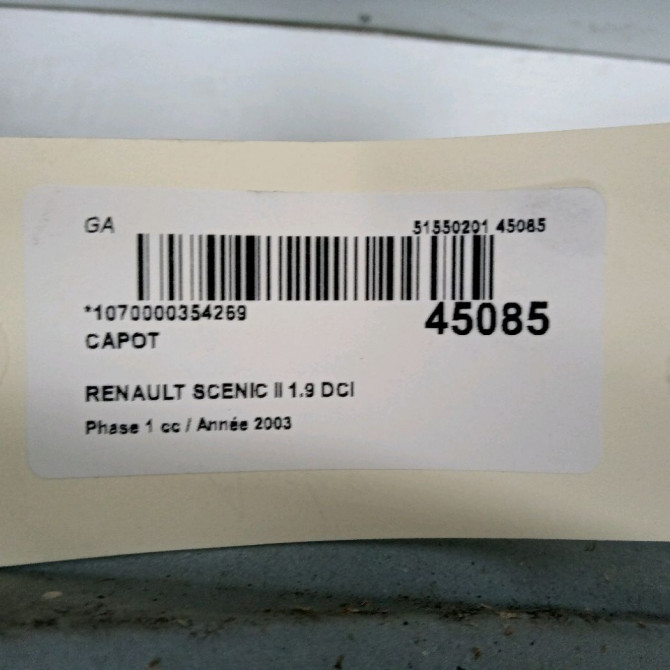 GA 51550201 45085
*1070000354269 45085
CAPOT
RENAULT SCENIC II 1.9 DCI
Phase 1 cc / Année 2003